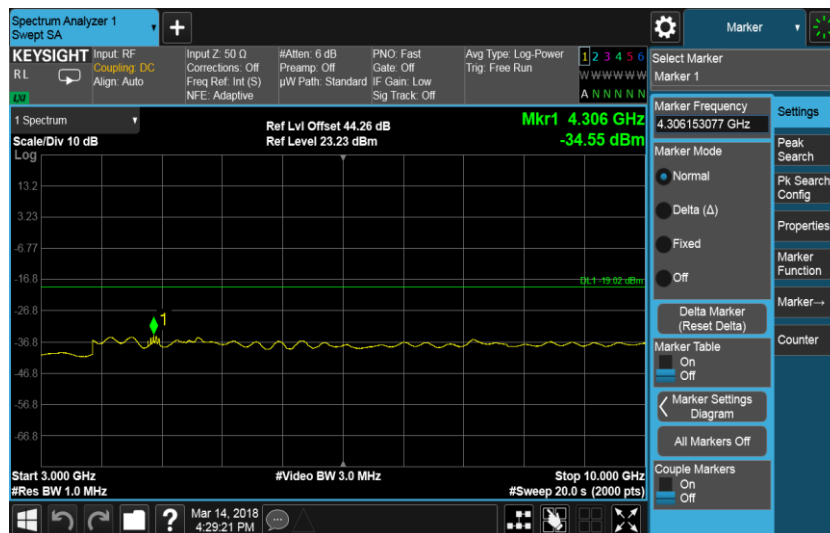 Spectrum Analyzer 1
Swept SA
+
Marker
KEYSIGHT
RL
LXI
Input: RF
Coupling: DC
Align: Auto
Input Z: 50 Ω
Corrections: Off
Freq Ref: Int (S)
NFE: Adaptive
#Atten: 6 dB
Preamp: Off
µW Path: Standard
PNO: Fast
Gate: Off
IF Gain: Low
Sig Track: Off
Avg Type: Log-Power
Trig: Free Run
1 2 3 4 5 6
W W W W W W
A N N N N N
Select Marker
Marker 1
1 Spectrum
Scale/Div 10 dB
Log
Ref Lvl Offset 44.26 dB
Ref Level 23.23 dBm
Mkr1 4.306 GHz
-34.55 dBm
13.2
3.23
-6.77
-16.8
-26.8
-36.8
-46.8
-56.8
-66.8
DL1 -19.02 dBm
1
Start 3.000 GHz
#Res BW 1.0 MHz
#Video BW 3.0 MHz
Stop 10.000 GHz
#Sweep 20.0 s (2000 pts)
Marker Frequency
4.306153077 GHz
Marker Mode
Normal
Delta (Δ)
Fixed
Off
Delta Marker
(Reset Delta)
Marker Table
On
Off
Marker Settings
Diagram
All Markers Off
Couple Markers
On
Off
Settings
Peak
Search
Pk Search
Config
Properties
Marker
Function
Marker→
Counter
?
Mar 14, 2018
4:29:21 PM